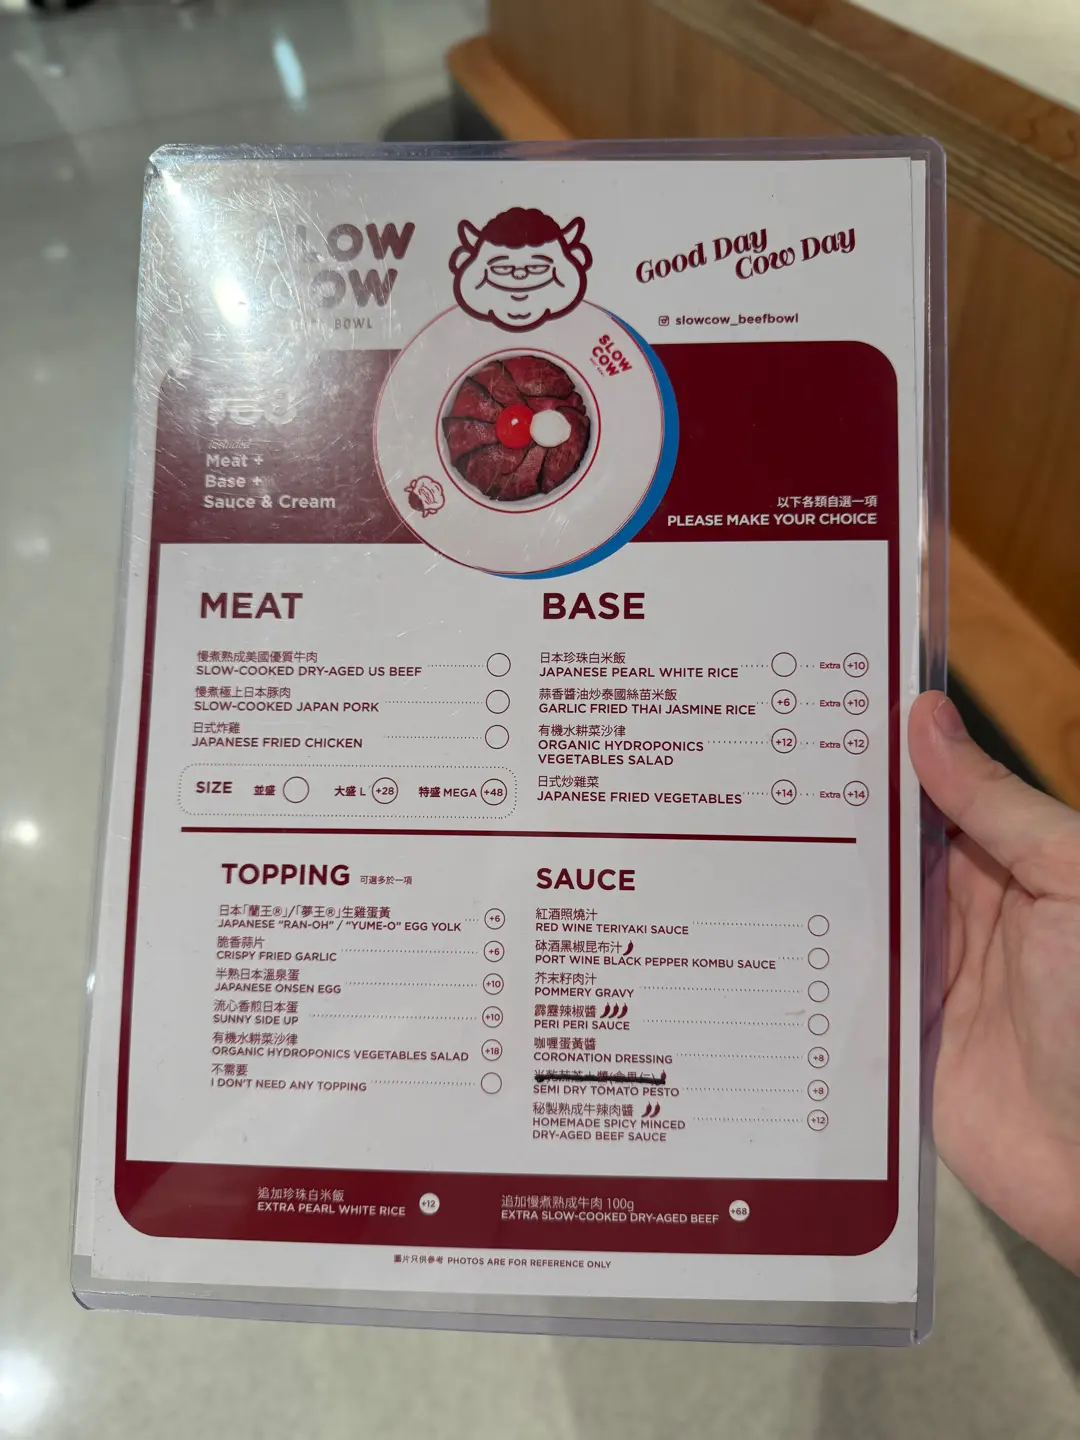 LOW
OW
BOWL
Good Day
Cow Day
slowcow_beefbowl
SLOW
COW
Meat +
Base +
Sauce & Cream
以下各類自選一項
PLEASE MAKE YOUR CHOICE
MEAT
慢煮熟成美國優質牛肉
SLOW-COOKED DRY-AGED US BEEF
慢煮極上日本豚肉
SLOW-COOKED JAPAN PORK
日式炸雞
JAPANESE FRIED CHICKEN
SIZE 並盛 大盛 L +28 特盛 MEGA +48
BASE
日本珍珠白米飯
JAPANESE PEARL WHITE RICE Extra +10
蒜香醬油炒泰國絲苗米飯
GARLIC FRIED THAI JASMINE RICE +6 Extra +10
有機水耕菜沙律
ORGANIC HYDROPONICS +12 Extra +12
VEGETABLES SALAD
日式炒雜菜
JAPANESE FRIED VEGETABLES +14 Extra +14
TOPPING 可選多於一項
日本「蘭王®」/「夢王®」生雞蛋黃
JAPANESE "RAN-OH" / "YUME-O" EGG YOLK +6
脆香蒜片
CRISPY FRIED GARLIC +6
半熟日本溫泉蛋
JAPANESE ONSEN EGG +10
流心香煎日本蛋
SUNNY SIDE UP +10
有機水耕菜沙律
ORGANIC HYDROPONICS VEGETABLES SALAD +18
不需要
I DON'T NEED ANY TOPPING
SAUCE
紅酒照燒汁
RED WINE TERIYAKI SAUCE
砵酒黑椒昆布汁
PORT WINE BLACK PEPPER KOMBU SAUCE
芥末籽肉汁
POMMERY GRAVY
霹靂辣椒醬
PERI PERI SAUCE
咖喱蛋黃醬
CORONATION DRESSING +8
SEMI DRY TOMATO PESTO +8
秘製熟成牛辣肉醬
HOMEMADE SPICY MINCED +12
DRY-AGED BEEF SAUCE
追加珍珠白米飯
EXTRA PEARL WHITE RICE +12
追加慢煮熟成牛肉 100g
EXTRA SLOW-COOKED DRY-AGED BEEF +68
圖片只供參考 PHOTOS ARE FOR REFERENCE ONLY